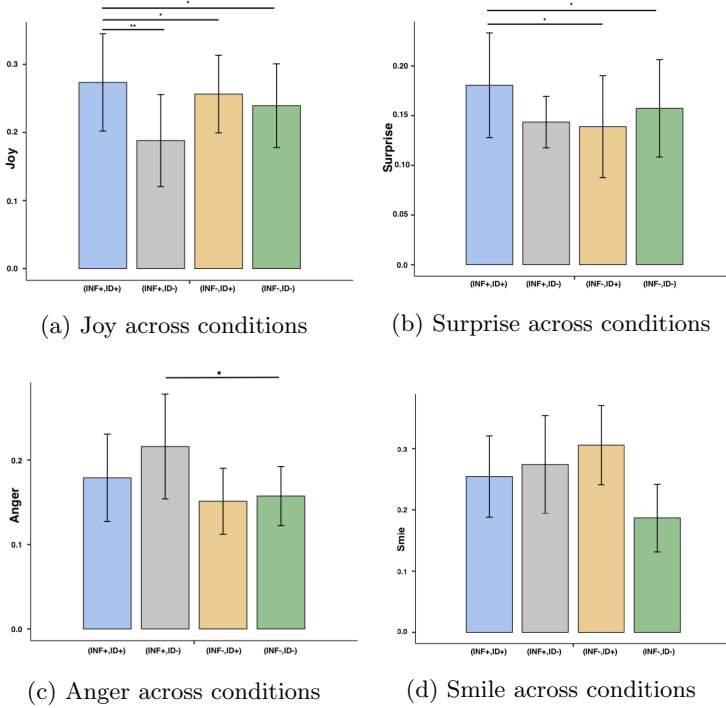 *
*
**
Joy
0.3
0.2
0.1
0.0
(INF+,ID+) (INF+,ID-) (INF-,ID+) (INF-,ID-)
(a) Joy across conditions
*
*
Surprise
0.20
0.15
0.10
0.05
0.0
(INF+,ID+) (INF+,ID-) (INF-,ID+) (INF-,ID-)
(b) Surprise across conditions
*
Anger
0.2
0.1
0.0
(INF+,ID+) (INF+,ID-) (INF-,ID+) (INF-,ID-)
(c) Anger across conditions
Smie
0.3
0.2
0.1
0.0
(INF+,ID+) (INF+,ID-) (INF-,ID+) (INF-,ID-)
(d) Smile across conditions